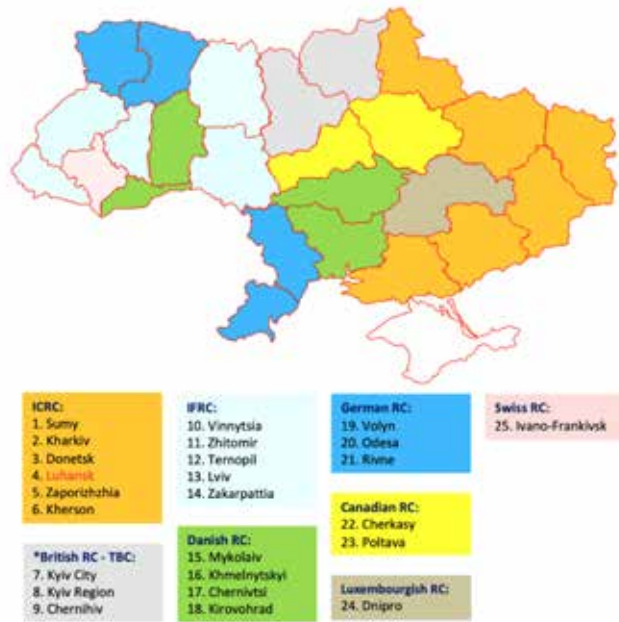 ICRC:
1. Sumy
2. Kharkiv
3. Donetsk
4. Luhansk
5. Zaporizhzhia
6. Kherson
*British RC - TBC:
7. Kyiv City
8. Kyiv Region
9. Chernihiv
IFRC:
10. Vinnytsia
11. Zhitomir
12. Ternopil
13. Lviv
14. Zakarpattia
Danish RC:
15. Mykolaiv
16. Khmelnytskyi
17. Chernivtsi
18. Kirovohrad
German RC:
19. Volyn
20. Odesa
21. Rivne
Canadian RC:
22. Cherkasy
23. Poltava
Luxembourgish RC:
24. Dnipro
Swiss RC:
25. Ivano-Frankivsk